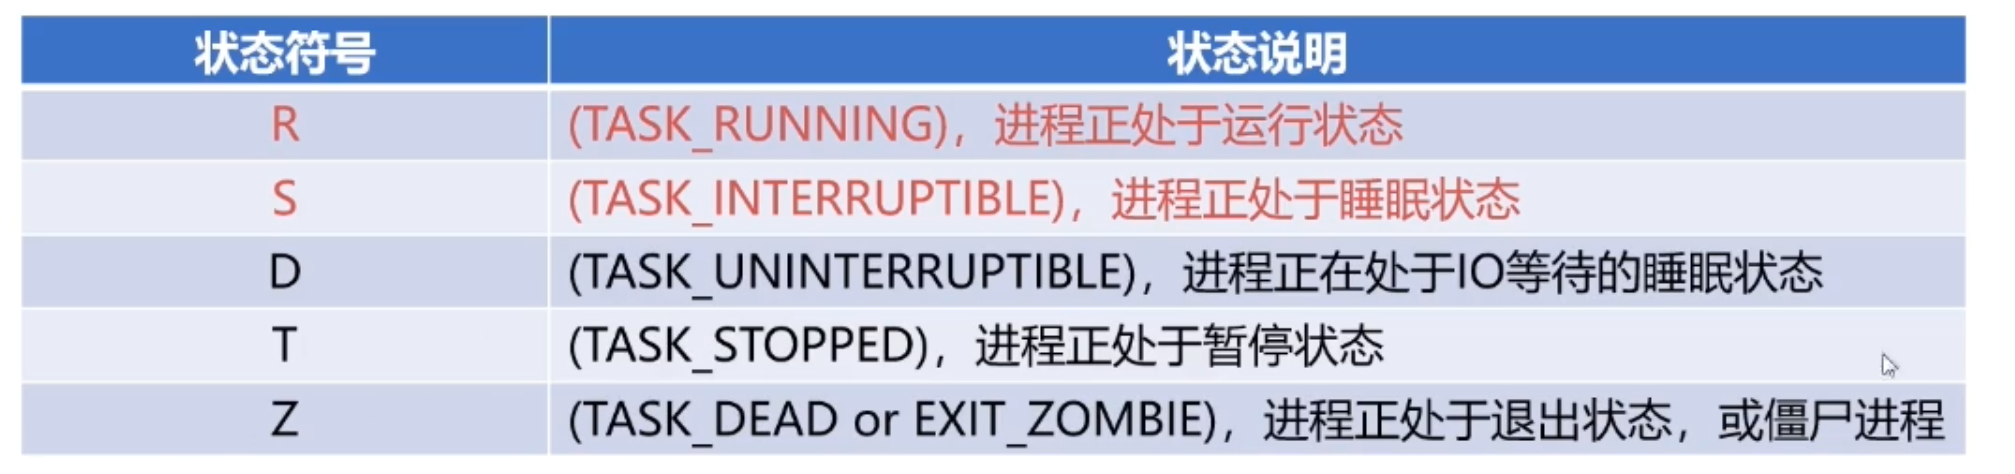 状态符号 状态说明
R (TASK_RUNNING)，进程正处于运行状态
S (TASK_INTERRUPTIBLE)，进程正处于睡眠状态
D (TASK_UNINTERRUPTIBLE)，进程正在处于IO等待的睡眠状态
T (TASK_STOPPED)，进程正处于暂停状态
Z (TASK_DEAD or EXIT_ZOMBIE)，进程正处于退出状态，或僵尸进程